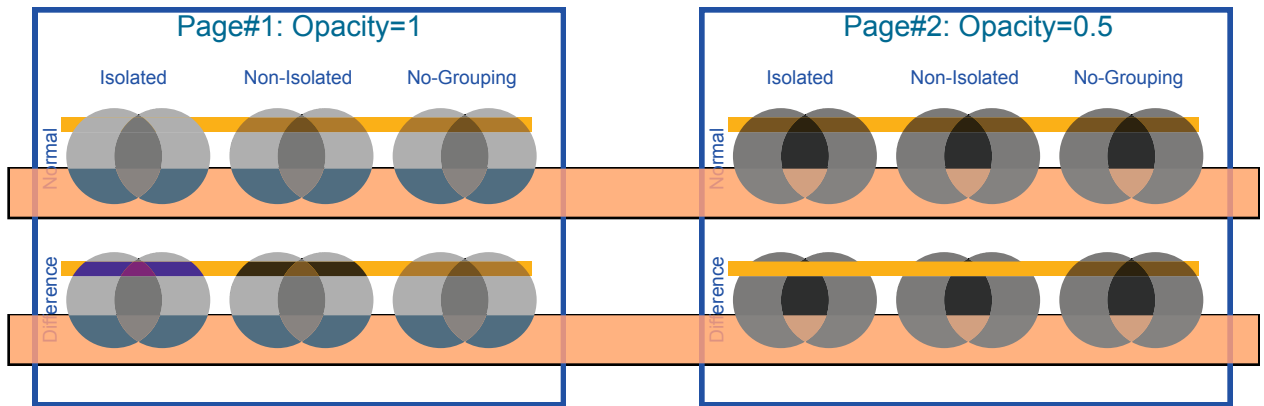 Page#1: Opacity=1
Isolated Non-Isolated No-Grouping
Normal
Difference
Page#2: Opacity=0.5
Isolated Non-Isolated No-Grouping
Normal
Difference